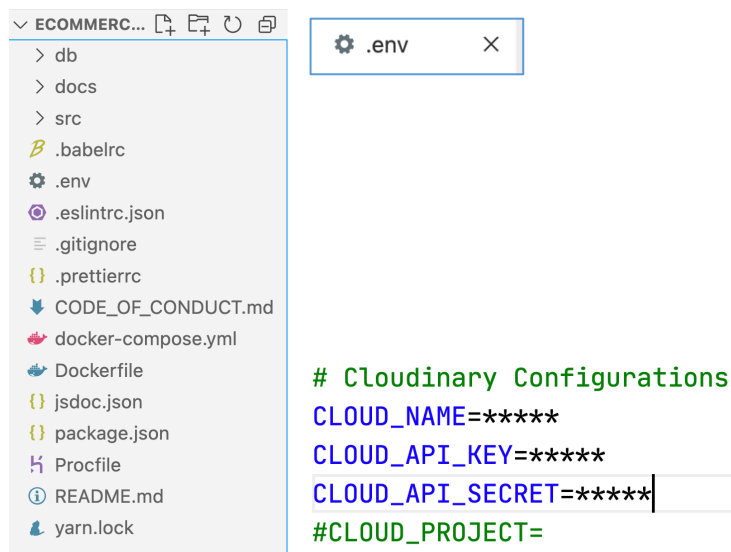 ECOMMERC...
db
docs
src
.babelrc
.env
.eslintrc.json
.gitignore
.prettierrc
CODE_OF_CONDUCT.md
docker-compose.yml
Dockerfile
jsdoc.json
package.json
Procfile
README.md
yarn.lock
.env
# Cloudinary Configurations
CLOUD_NAME=*****
CLOUD_API_KEY=*****
CLOUD_API_SECRET=*****
#CLOUD_PROJECT=